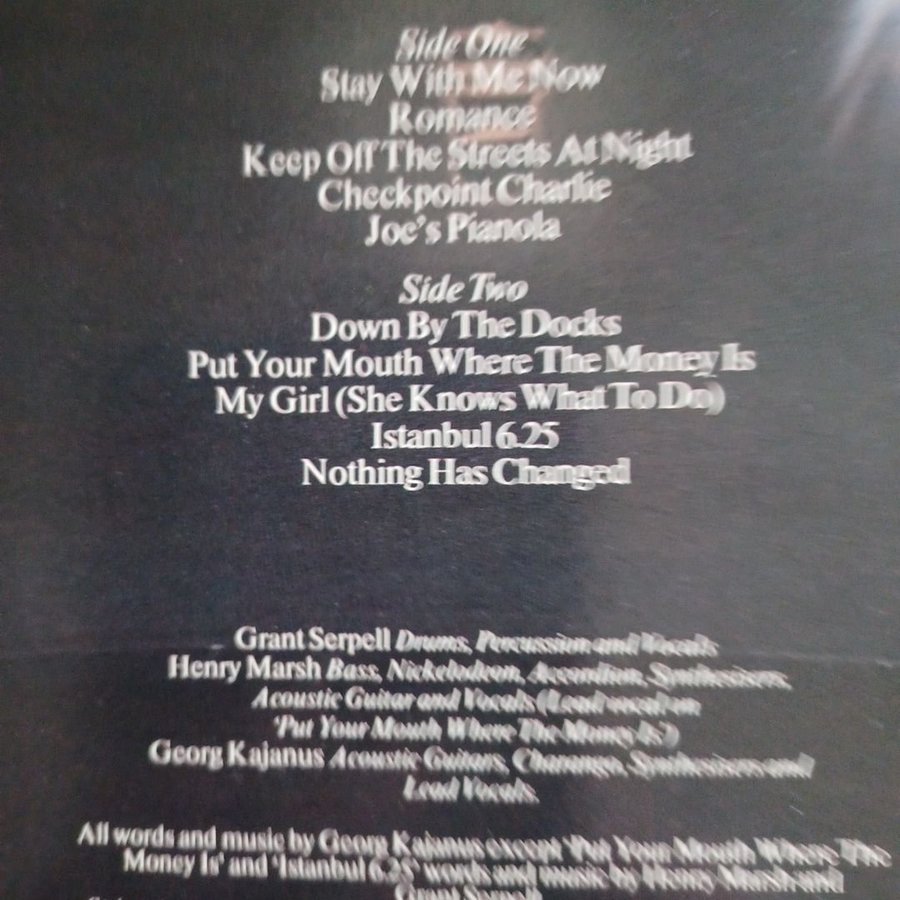 Side One
Stay With Me Now
Romance
Keep Off The Streets At Night
Checkpoint Charlie
Joe's Pianola
Side Two
Down By The Docks
Put Your Mouth Where The Money Is
My Girl (She Knows What To Do)
Istanbul 6.25
Nothing Has Changed
Grant Serpell Drums, Percussion and Vocals
Henry Marsh Bass, Nickelodeon, Accordion, Synthesisers,
Acoustic Guitar and Vocals (Lead vocal on
'Put Your Mouth Where The Money Is')
Georg Kajanus Acoustic Guitars, Charango, Synthesisers and
Lead Vocals.
All words and music by Georg Kajanus except 'Put Your Mouth Where The
Money Is' and 'Istanbul 6.25' words and music by Henry Marsh and
Grant Serpell